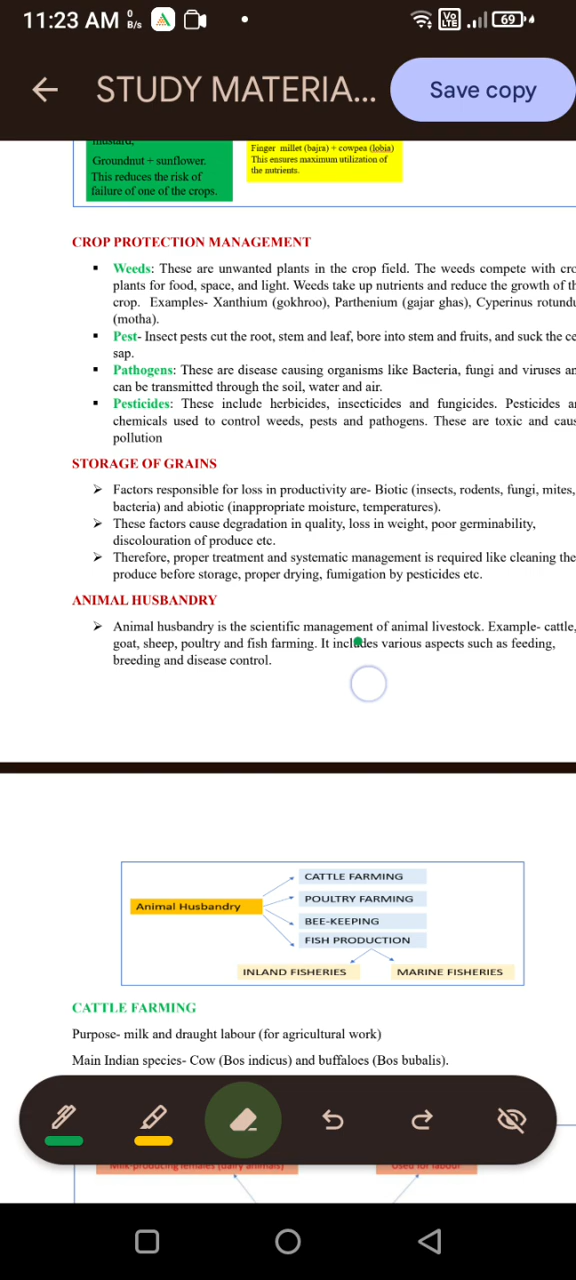 11:23 AM 0 B/s Vo LTE 69
STUDY MATERIA... Save copy
Groundnut + sunflower.
This reduces the risk of
failure of one of the crops.
Finger millet (bajra) + cowpea (lobia)
This ensures maximum utilization of
the nutrients.
CROP PROTECTION MANAGEMENT
▪ Weeds: These are unwanted plants in the crop field. The weeds compete with cro
plants for food, space, and light. Weeds take up nutrients and reduce the growth of th
crop. Examples- Xanthium (gokhroo), Parthenium (gajar ghas), Cyperinus rotundu
(motha).
▪ Pest- Insect pests cut the root, stem and leaf, bore into stem and fruits, and suck the ce
sap.
▪ Pathogens: These are disease causing organisms like Bacteria, fungi and viruses an
can be transmitted through the soil, water and air.
▪ Pesticides: These include herbicides, insecticides and fungicides. Pesticides ar
chemicals used to control weeds, pests and pathogens. These are toxic and caus
pollution
STORAGE OF GRAINS
➢ Factors responsible for loss in productivity are- Biotic (insects, rodents, fungi, mites,
bacteria) and abiotic (inappropriate moisture, temperatures).
➢ These factors cause degradation in quality, loss in weight, poor germinability,
discolouration of produce etc.
➢ Therefore, proper treatment and systematic management is required like cleaning the
produce before storage, proper drying, fumigation by pesticides etc.
ANIMAL HUSBANDRY
➢ Animal husbandry is the scientific management of animal livestock. Example- cattle,
goat, sheep, poultry and fish farming. It includes various aspects such as feeding,
breeding and disease control.
Animal Husbandry
CATTLE FARMING
POULTRY FARMING
BEE-KEEPING
FISH PRODUCTION
INLAND FISHERIES MARINE FISHERIES
CATTLE FARMING
Purpose- milk and draught labour (for agricultural work)
Main Indian species- Cow (Bos indicus) and buffaloes (Bos bubalis).
Milk-producing females (dairy animals) Used for labour